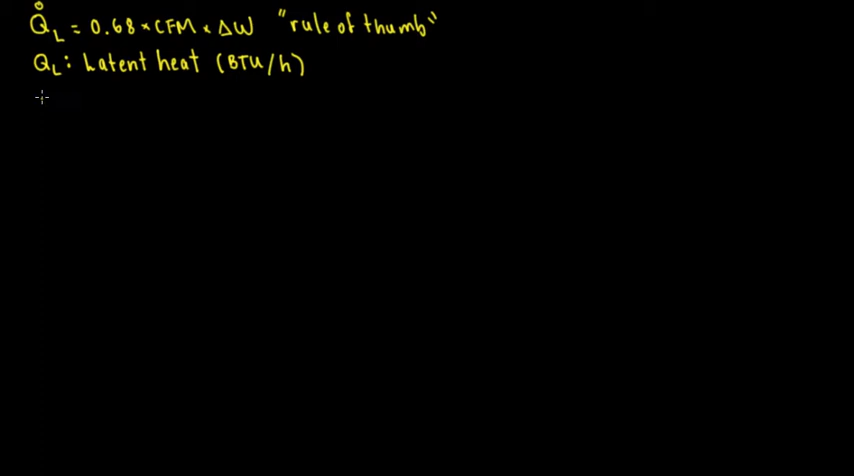 Q̊L = 0.68 × CFM × ΔW "rule of thumb"
QL: Latent heat (BTU/h)